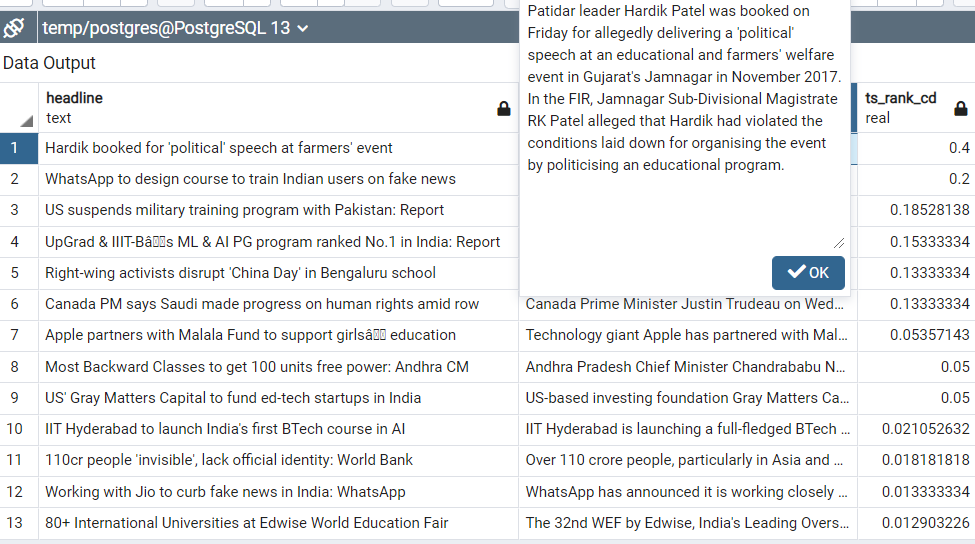 temp/postgres@PostgreSQL 13
Data Output
Patidar leader Hardik Patel was booked on
Friday for allegedly delivering a 'political'
speech at an educational and farmers' welfare
event in Gujarat's Jamnagar in November 2017.
In the FIR, Jamnagar Sub-Divisional Magistrate
RK Patel alleged that Hardik had violated the
conditions laid down for organising the event
by politicising an educational program.
OK
headline
text
ts_rank_cd
real
1 Hardik booked for 'political' speech at farmers' event 0.4
2 WhatsApp to design course to train Indian users on fake news 0.2
3 US suspends military training program with Pakistan: Report 0.18528138
4 UpGrad & IIIT-Bâ▯▯s ML & AI PG program ranked No.1 in India: Report 0.15333334
5 Right-wing activists disrupt 'China Day' in Bengaluru school 0.13333334
6 Canada PM says Saudi made progress on human rights amid row Canada Prime Minister Justin Trudeau on Wed... 0.13333334
7 Apple partners with Malala Fund to support girlsâ▯▯ education Technology giant Apple has partnered with Mal... 0.05357143
8 Most Backward Classes to get 100 units free power: Andhra CM Andhra Pradesh Chief Minister Chandrababu N... 0.05
9 US' Gray Matters Capital to fund ed-tech startups in India US-based investing foundation Gray Matters Ca... 0.05
10 IIT Hyderabad to launch India's first BTech course in AI IIT Hyderabad is launching a full-fledged BTech ... 0.021052632
11 110cr people 'invisible', lack official identity: World Bank Over 110 crore people, particularly in Asia and ... 0.018181818
12 Working with Jio to curb fake news in India: WhatsApp WhatsApp has announced it is working closely ... 0.013333334
13 80+ International Universities at Edwise World Education Fair The 32nd WEF by Edwise, India's Leading Overs... 0.012903226